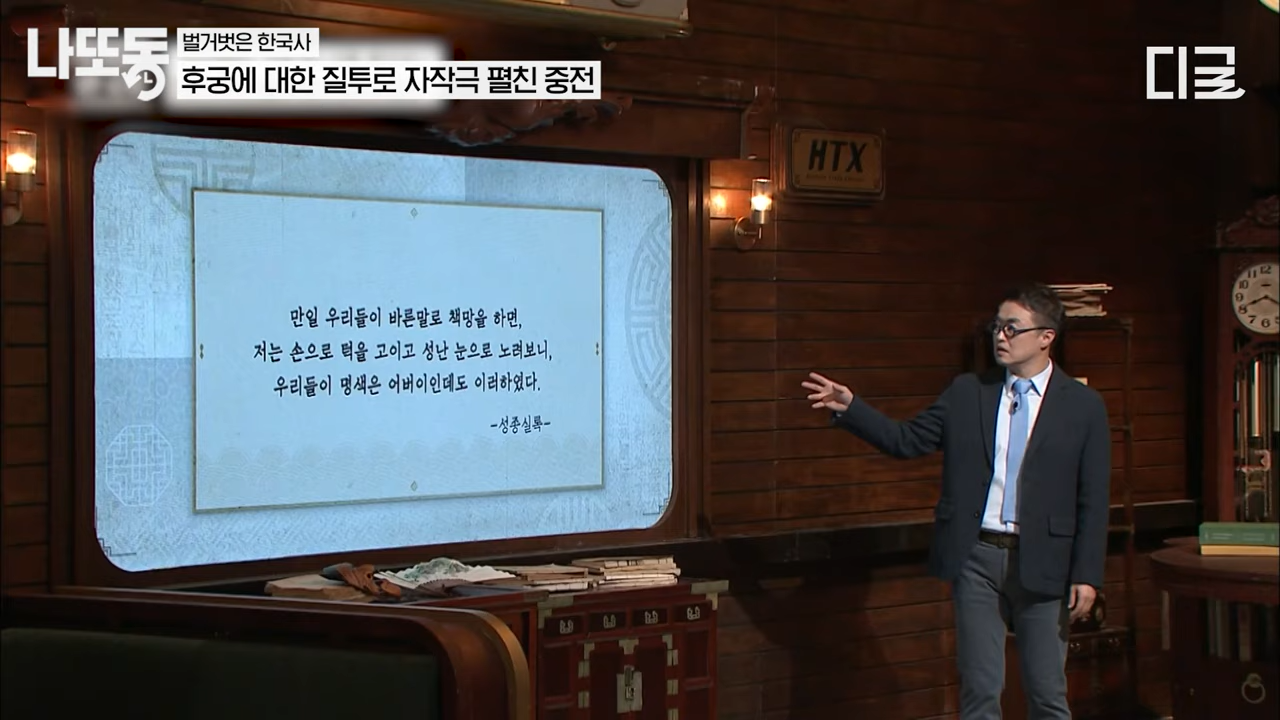 나또동
벌거벗은 한국사
후궁에 대한 질투로 자작극 펼친 중전
디글
HTX
만일 우리들이 바른말로 책망을 하면,
저는 손으로 턱을 고이고 성난 눈으로 노려보니,
우리들이 명색은 어버이인데도 이러하였다.
-성종실록-